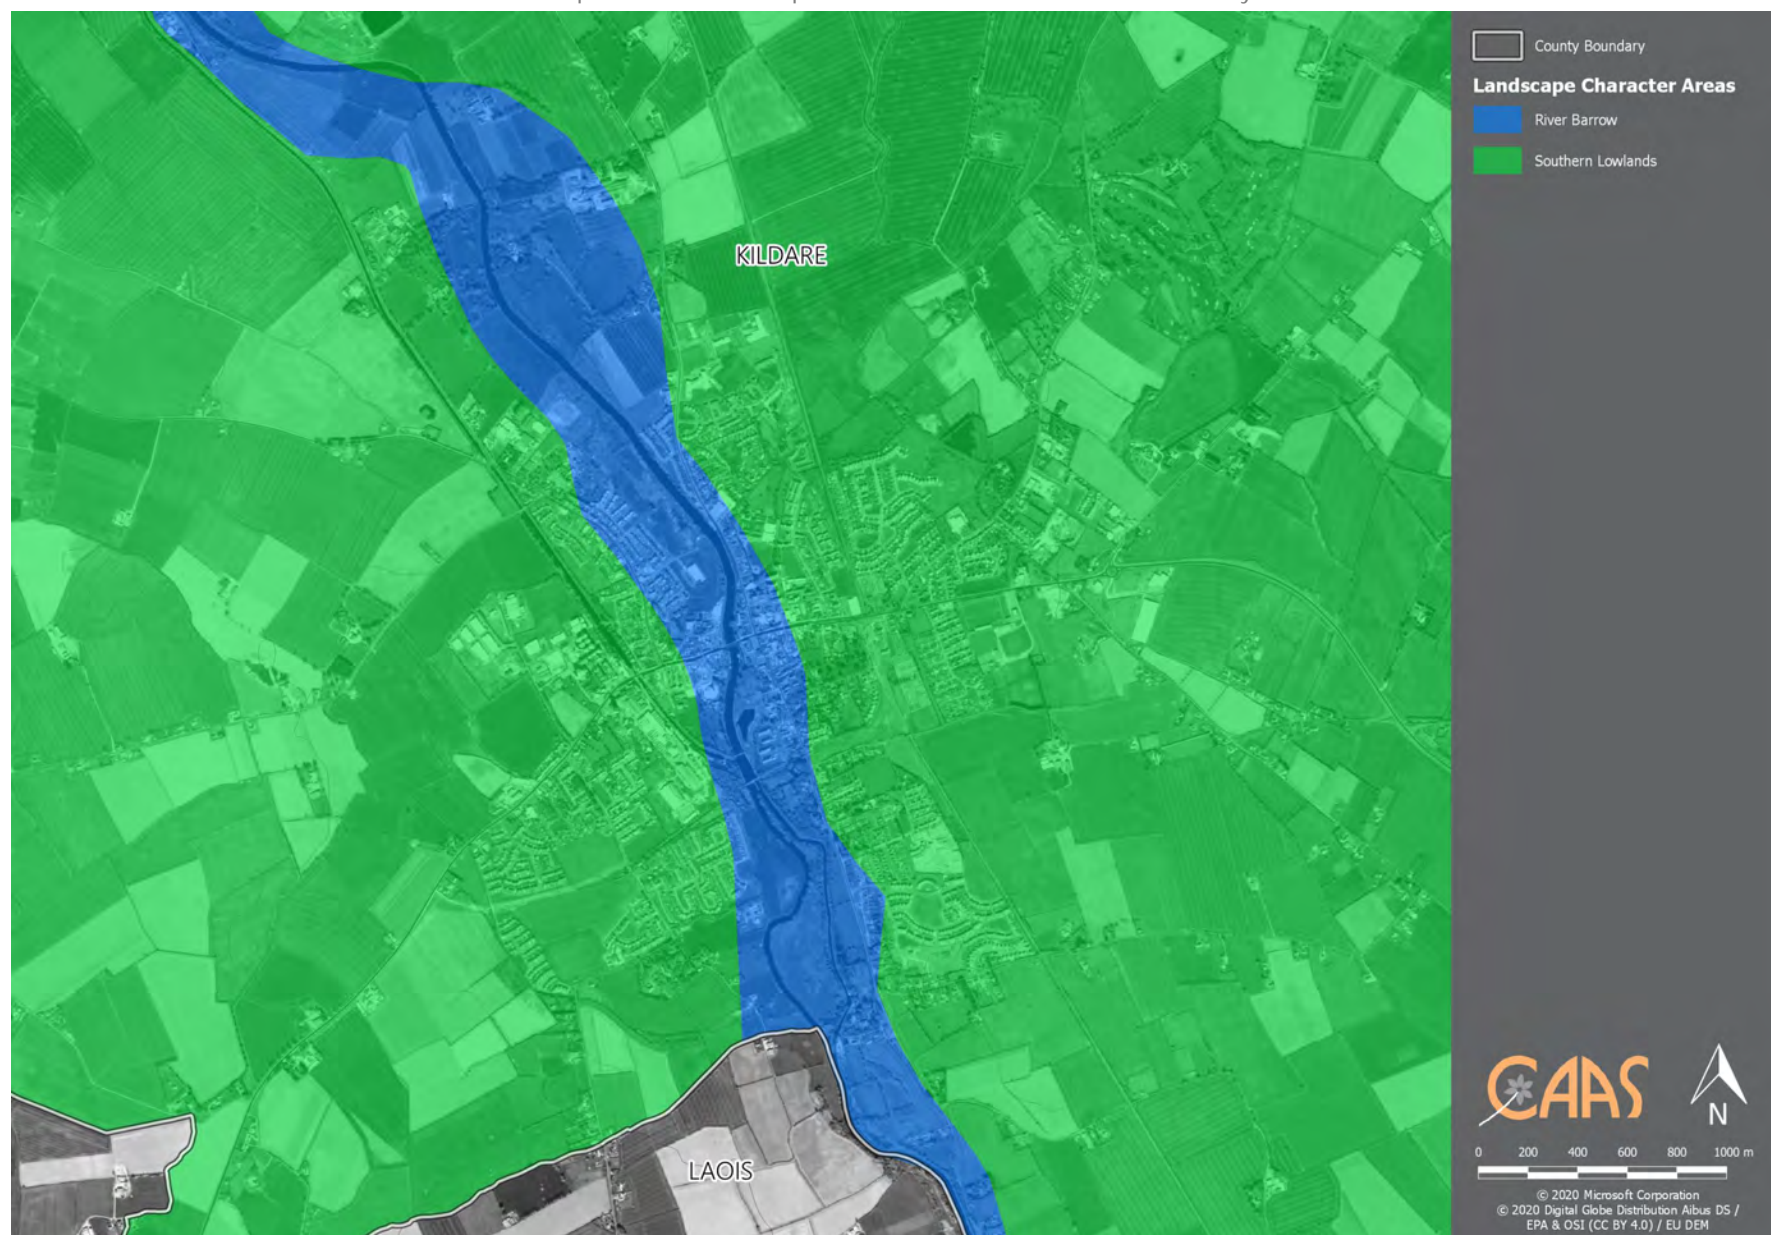 KILDARE
LAOIS
County Boundary
Landscape Character Areas
River Barrow
Southern Lowlands
CAAS
N
0 200 400 600 800 1000 m
© 2020 Microsoft Corporation
© 2020 Digital Globe Distribution Aibus DS /
EPA & OSI (CC BY 4.0) / EU DEM